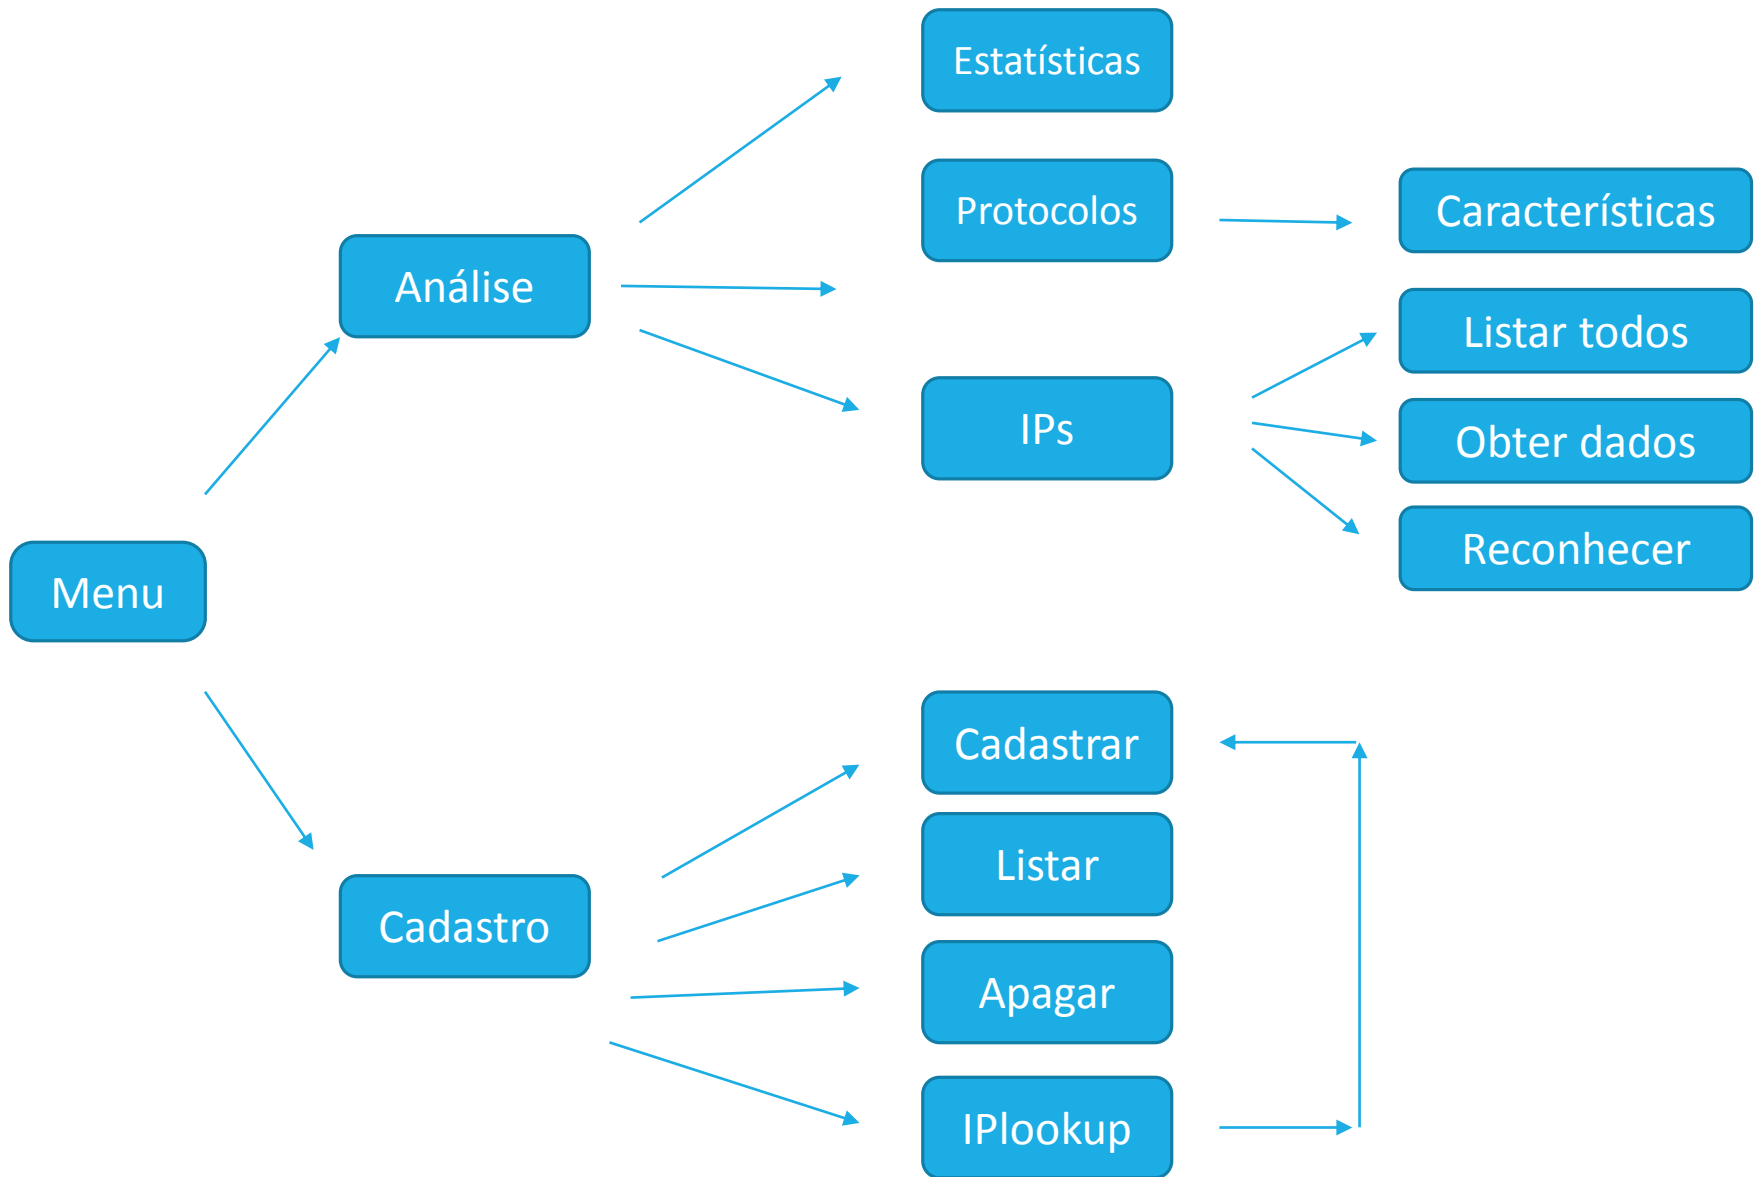 Menu
Análise
Estatísticas
Protocolos
Características
IPs
Listar todos
Obter dados
Reconhecer
Cadastro
Cadastrar
Listar
Apagar
IPlookup